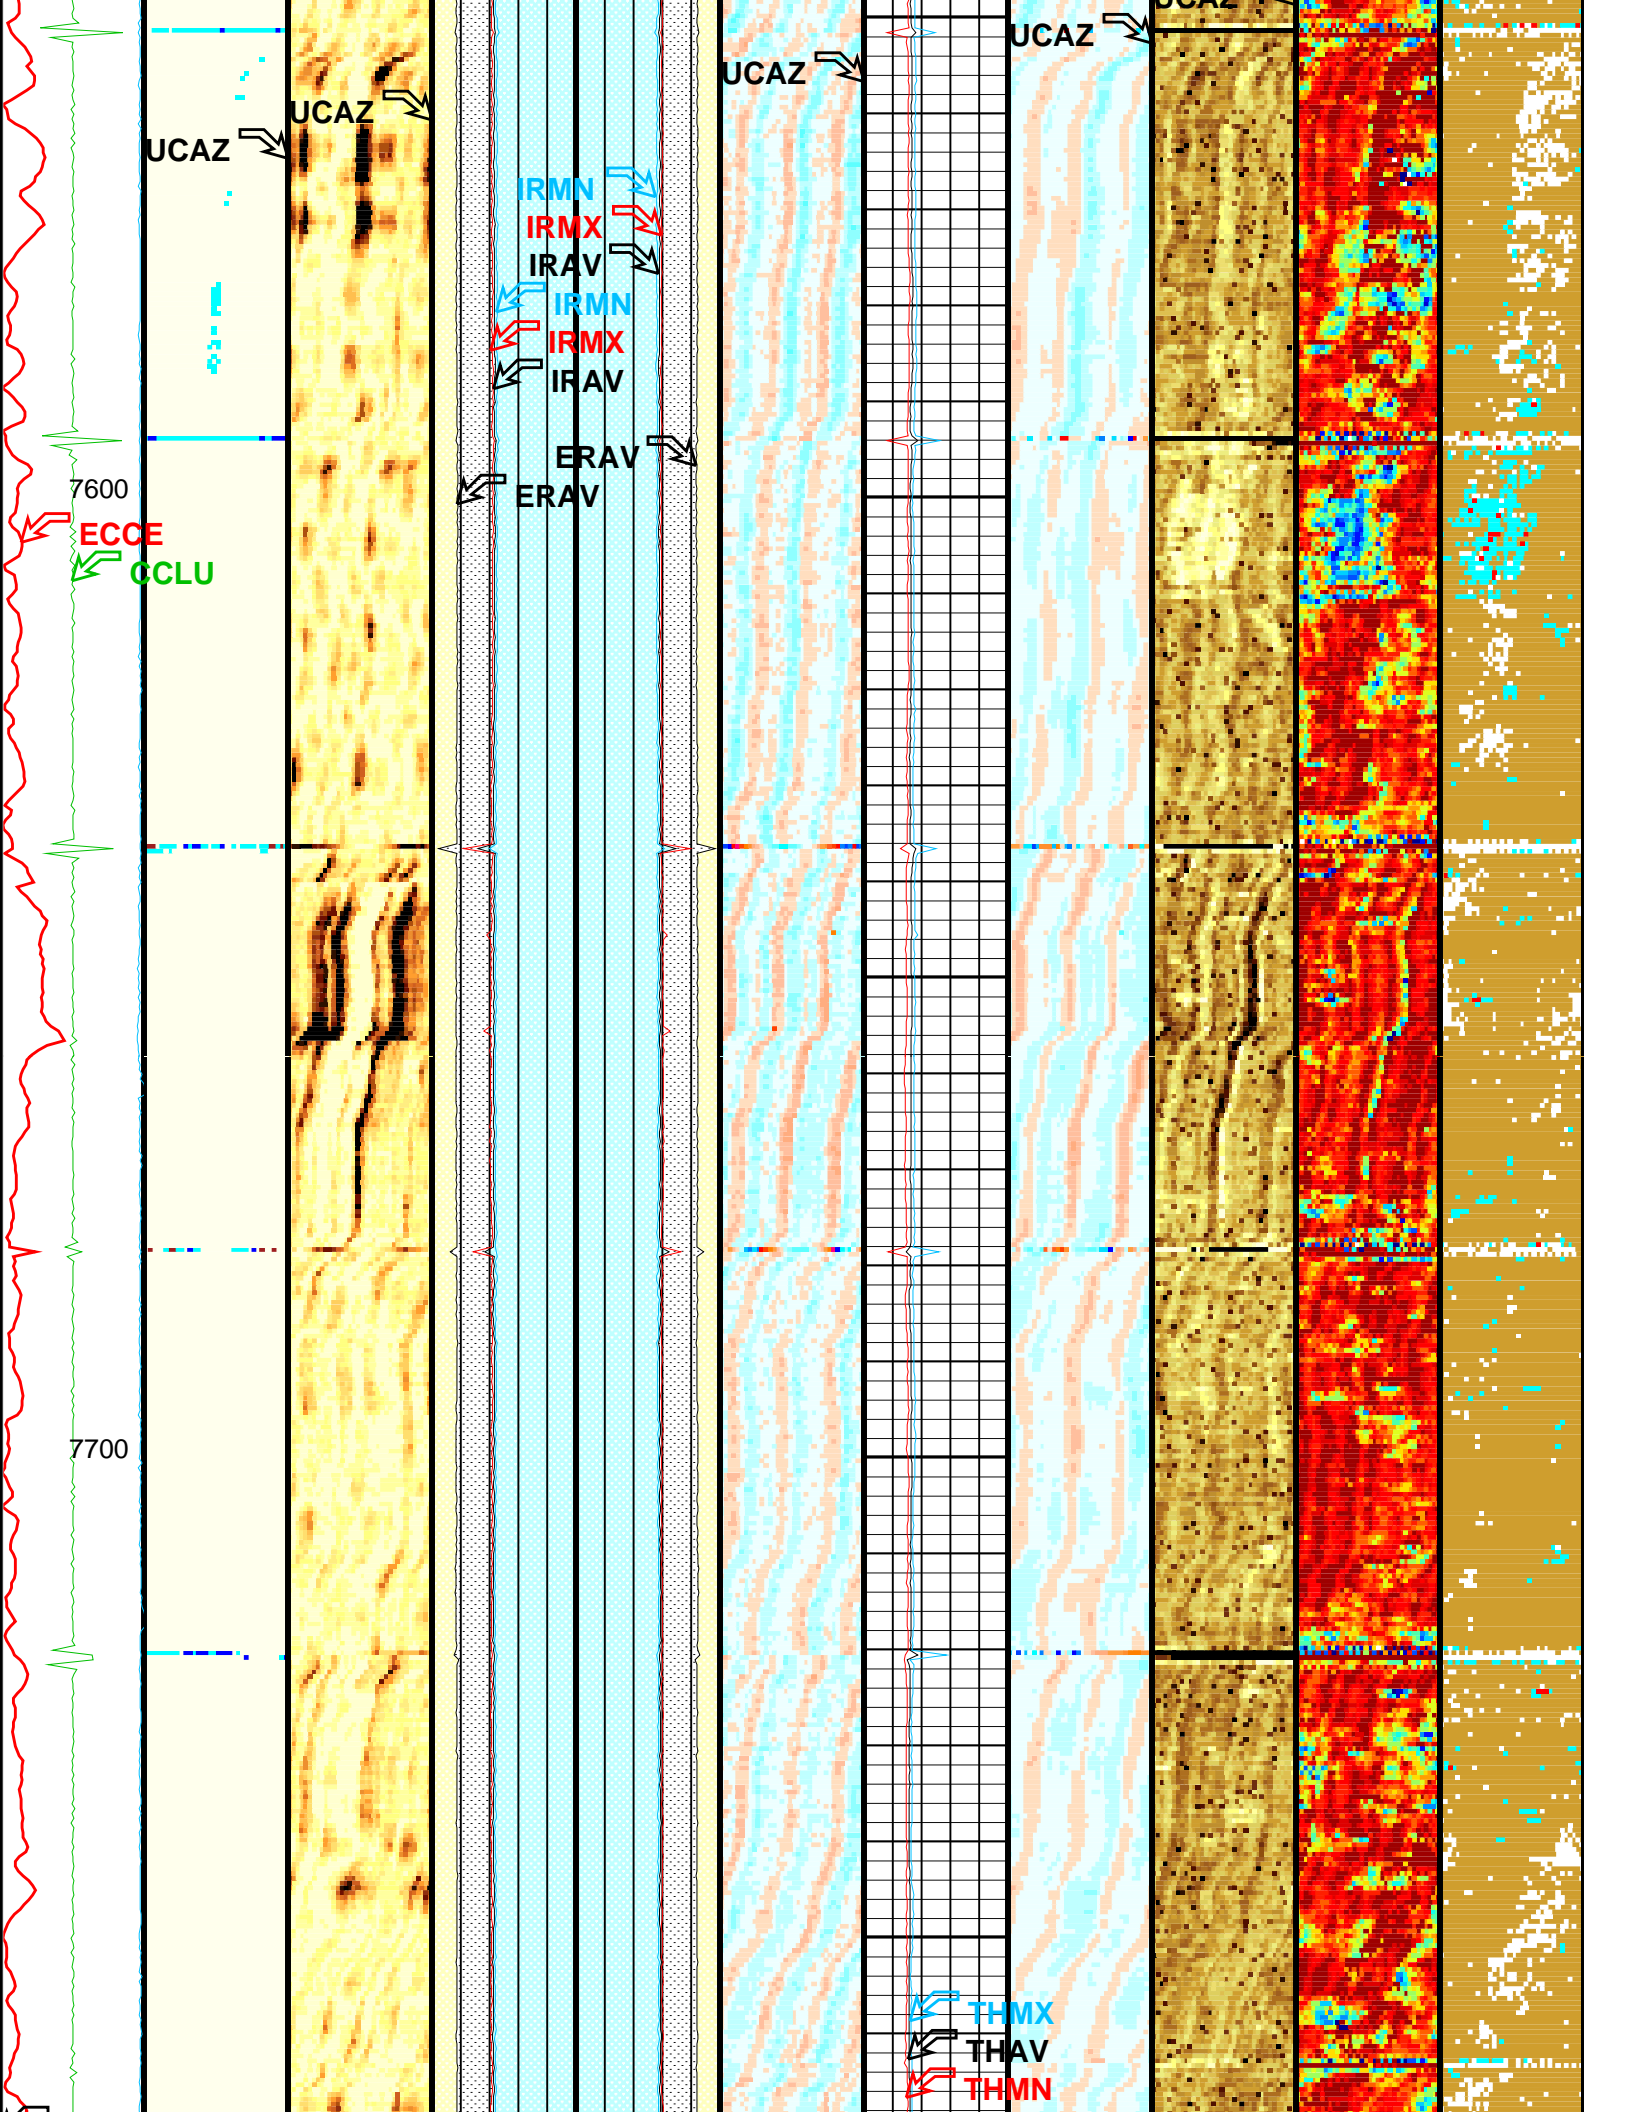 UCAZ
UCAZ
UCAZ
UCAZ
UCAZ
IRMN
IRMX
IRAV
IRMN
IRMX
IRAV
ERAV
7600
ERAV
ECCE
CCLU
7700
THMX
THAV
THMN